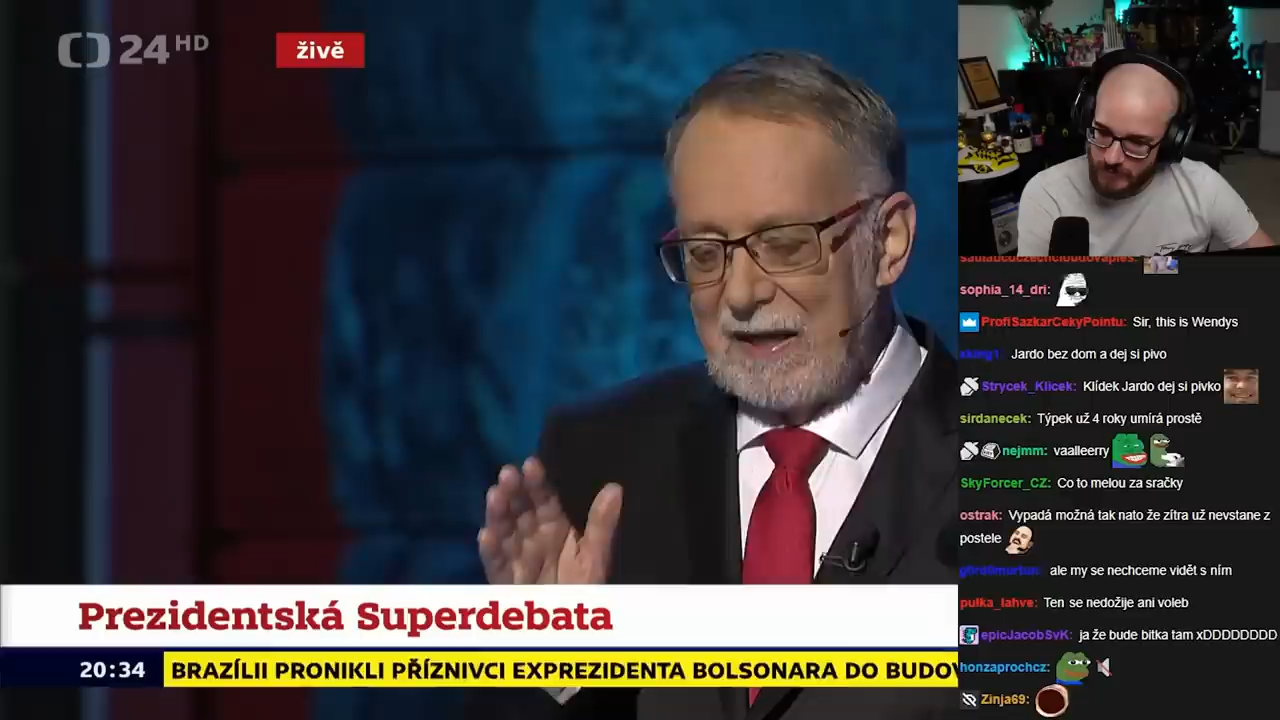 24 HD
živě
Prezidentská Superdebata
20:34
BRAZÍLII PRONIKLI PŘÍZNIVCI EXPREZIDENTA BOLSONARA DO BUDOV
sophia_14_dri:
ProfiSazkarCekyPointu: Sir, this is Wendys
Jardo bez dom a dej si pivo
Strycek_Klicek: Klídek Jardo dej si pivko
sirdanecek: Týpek už 4 roky umírá prostě
nejmm: vaalleerry
SkyForcer_CZ: Co to melou za sračky
ostrak: Vypadá možná tak nato že zítra už nevstane z
postele
ale my se nechceme vidět s ním
pulka_lahve: Ten se nedožije ani voleb
epicJacobSvK: ja že bude bitka tam xDDDDDDDD
honzaprochcz:
Zinja69: